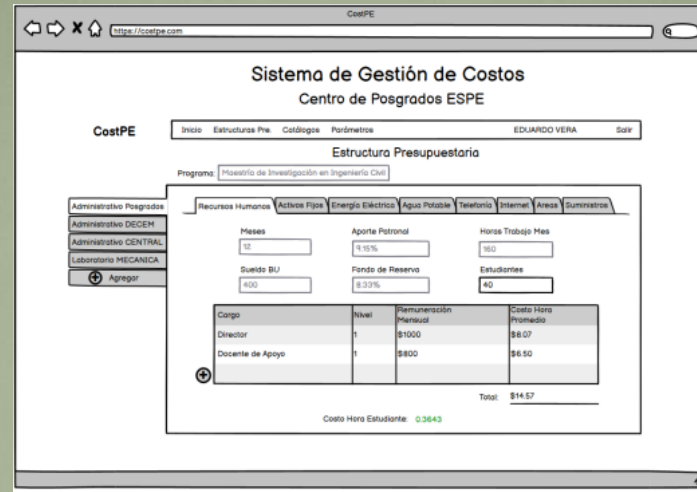 CostPE
https://costpe.com
Sistema de Gestión de Costos
Centro de Posgrados ESPE
CostPE
Inicio Estructuras Pre. Catálogos Parámetros EDUARDO VERA Salir
Estructura Presupuestaria
Programa: Maestría de Investigación en Ingeniería Civil
Administrativo Posgrados
Administrativo DECEM
Administrativo CENTRAL
Laboratorio MECANICA
Agregar
Recursos Humanos Activos Fijos Energía Eléctrica Agua Potable Telefonía Internet Areas Suministros
Meses Aporte Patronal Horas Trabajo Mes
12 9.15% 160
Sueldo BU Fondo de Reserva Estudiantes
400 8.33% 40
Cargo Nivel Remuneración Mensual Costo Hora Promedio
Director 1 $1000 $8.07
Docente de Apoyo 1 $800 $6.50
Total: $14.57
Costo Hora Estudiante: 0.3643